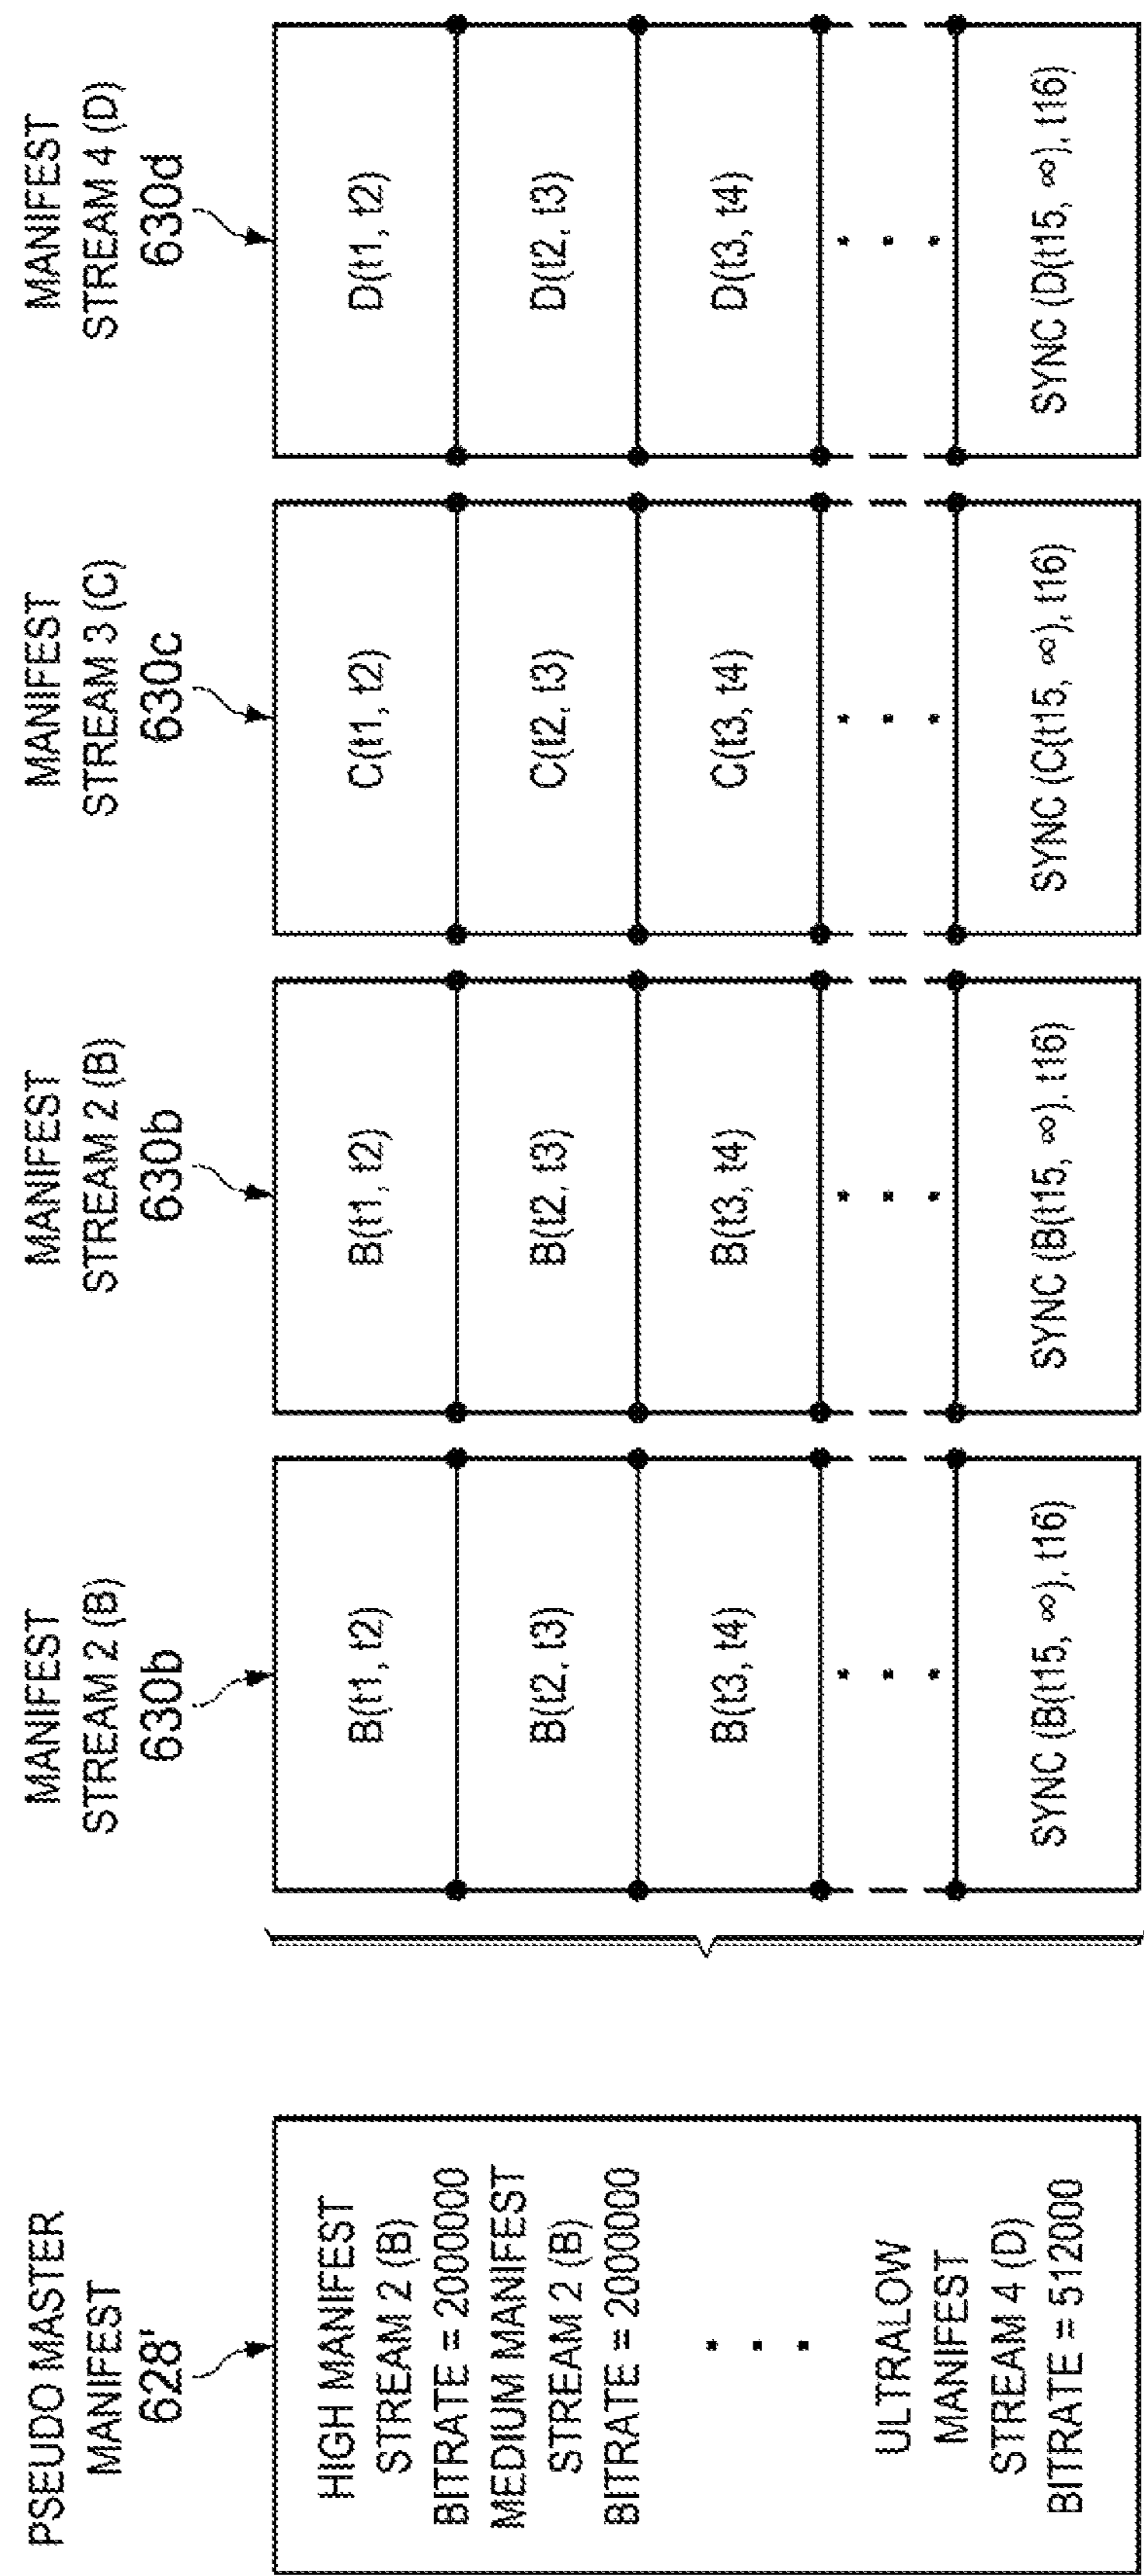 PSEUDO MASTER
MANIFEST
628'
HIGH MANIFEST
STREAM 2 (B)
BITRATE = 2000000
MEDIUM MANIFEST
STREAM 2 (B)
BITRATE = 2000000
ULTRALOW
MANIFEST
STREAM 4 (D)
BITRATE = 512000
MANIFEST
STREAM 2 (B)
630b
B(t1, t2)
B(t2, t3)
B(t3, t4)
SYNC (B(t15, ∞), t16)
MANIFEST
STREAM 2 (B)
630b
B(t1, t2)
B(t2, t3)
B(t3, t4)
SYNC (B(t15, ∞), t16)
MANIFEST
STREAM 3 (C)
630c
C(t1, t2)
C(t2, t3)
C(t3, t4)
SYNC (C(t15, ∞), t16)
MANIFEST
STREAM 4 (D)
630d
D(t1, t2)
D(t2, t3)
D(t3, t4)
SYNC (D(t15, ∞), t16)